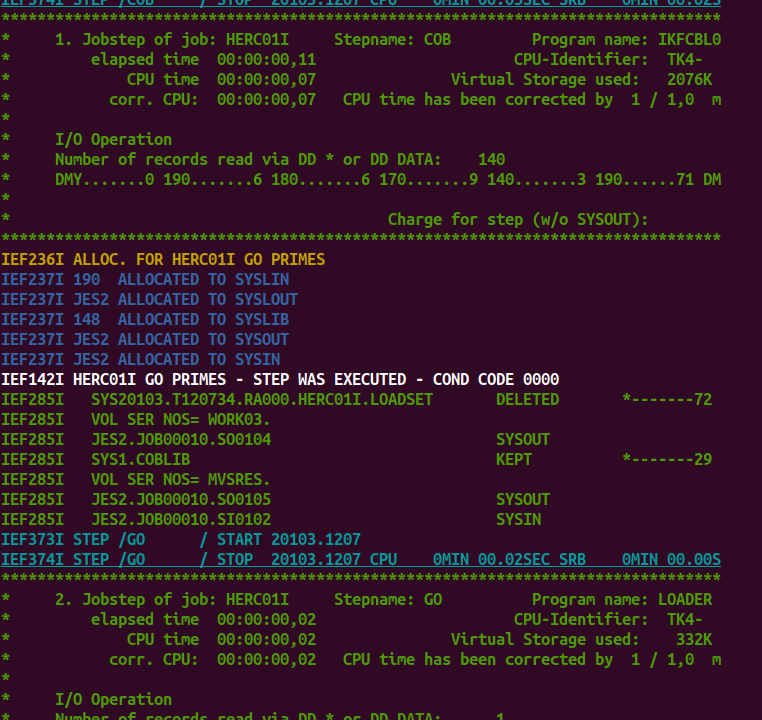 IEF374I STEP /COB     / STOP  20103.1207 CPU    0MIN 00.05SEC SRB    0MIN 00.02S
********************************************************************************
*     1. Jobstep of job: HERC01I     Stepname: COB         Program name: IKFCBL0
*         elapsed time  00:00:00,11                      CPU-Identifier:  TK4-
*             CPU time  00:00:00,07               Virtual Storage used:   2076K
*           corr. CPU:  00:00:00,07   CPU time has been corrected by  1 / 1,0  m
*
*     I/O Operation
*     Number of records read via DD * or DD DATA:    140
*     DMY.......0 190.......6 180.......6 170.......9 140.......3 190......71 DM
*
*                                          Charge for step (w/o SYSOUT):
********************************************************************************
IEF236I ALLOC. FOR HERC01I GO PRIMES
IEF237I 190  ALLOCATED TO SYSLIN
IEF237I JES2 ALLOCATED TO SYSLOUT
IEF237I 148  ALLOCATED TO SYSLIB
IEF237I JES2 ALLOCATED TO SYSOUT
IEF237I JES2 ALLOCATED TO SYSIN
IEF142I HERC01I GO PRIMES - STEP WAS EXECUTED - COND CODE 0000
IEF285I   SYS20103.T120734.RA000.HERC01I.LOADSET       DELETED       *-------72
IEF285I   VOL SER NOS= WORK03.
IEF285I   JES2.JOB00010.SO0104                         SYSOUT
IEF285I   SYS1.COBLIB                                  KEPT          *-------29
IEF285I   VOL SER NOS= MVSRES.
IEF285I   JES2.JOB00010.SO0105                         SYSOUT
IEF285I   JES2.JOB00010.SI0102                         SYSIN
IEF373I STEP /GO      / START 20103.1207
IEF374I STEP /GO      / STOP  20103.1207 CPU    0MIN 00.02SEC SRB    0MIN 00.00S
********************************************************************************
*     2. Jobstep of job: HERC01I     Stepname: GO          Program name: LOADER
*         elapsed time  00:00:00,02                      CPU-Identifier:  TK4-
*             CPU time  00:00:00,02               Virtual Storage used:    332K
*           corr. CPU:  00:00:00,02   CPU time has been corrected by  1 / 1,0  m
*
*     I/O Operation
*     Number of records read via DD * or DD DATA:      1